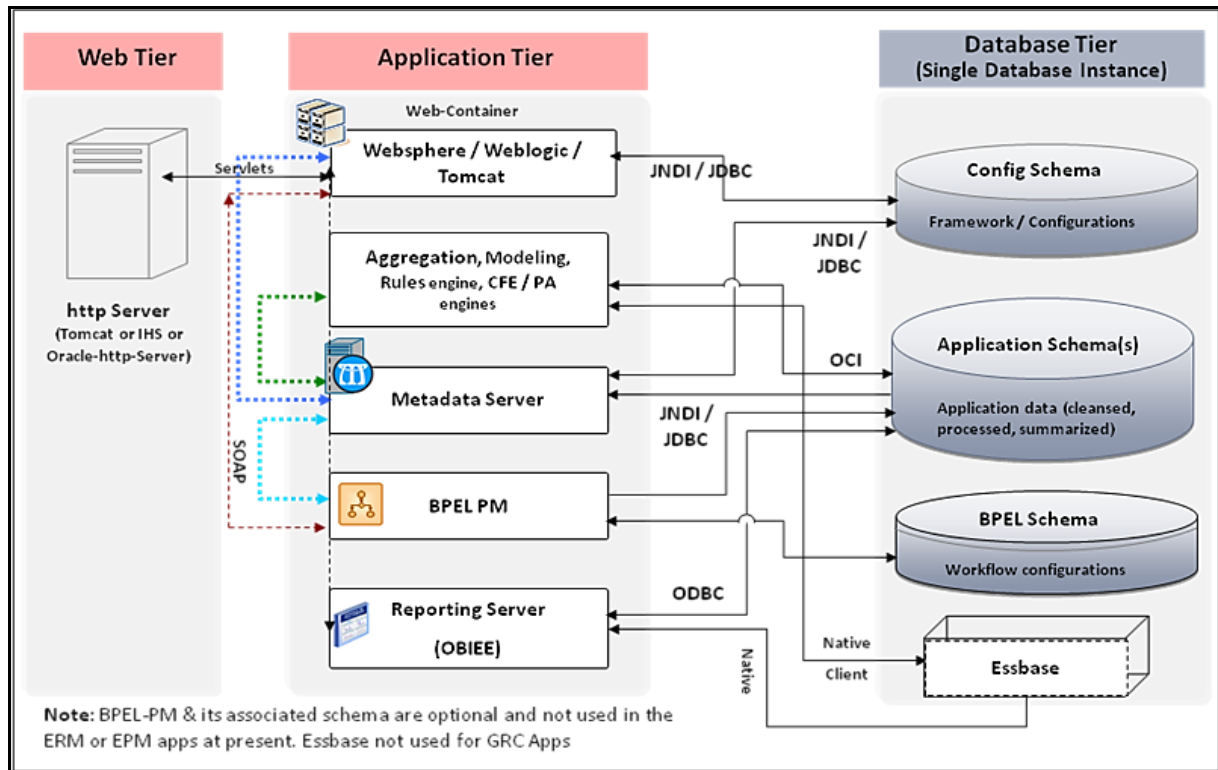 Web Tier
Application Tier
Database Tier
(Single Database Instance)
Web-Container
Websphere / Weblogic /
Tomcat
Servlets
JNDI / JDBC
Config Schema
Framework / Configurations
JNDI /
JDBC
Aggregation, Modeling,
Rules engine, CFE / PA
engines
http Server
(Tomcat or IHS or
Oracle-http-Server)
OCI
Application Schema(s)
Application data (cleansed,
processed, summarized)
Metadata Server
JNDI /
JDBC
SOAP
BPEL PM
BPEL Schema
Workflow configurations
ODBC
Reporting Server
(OBIEE)
Native
Native
Client
Essbase
Note: BPEL-PM & its associated schema are optional and not used in the
ERM or EPM apps at present. Essbase not used for GRC Apps